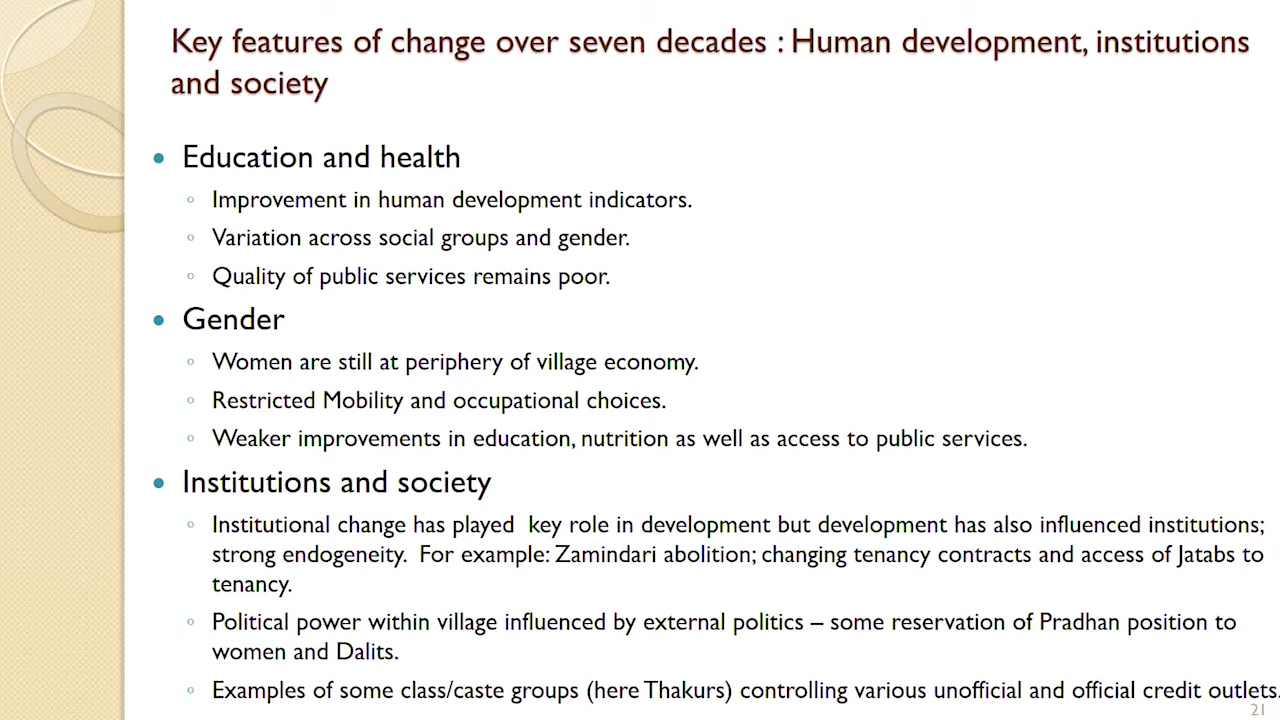 Key features of change over seven decades : Human development, institutions
and society
• Education and health
◦ Improvement in human development indicators.
◦ Variation across social groups and gender.
◦ Quality of public services remains poor.
• Gender
◦ Women are still at periphery of village economy.
◦ Restricted Mobility and occupational choices.
◦ Weaker improvements in education, nutrition as well as access to public services.
• Institutions and society
◦ Institutional change has played  key role in development but development has also influenced institutions;
strong endogeneity.  For example: Zamindari abolition; changing tenancy contracts and access of Jatabs to
tenancy.
◦ Political power within village influenced by external politics – some reservation of Pradhan position to
women and Dalits.
◦ Examples of some class/caste groups (here Thakurs) controlling various unofficial and official credit outlets.
21